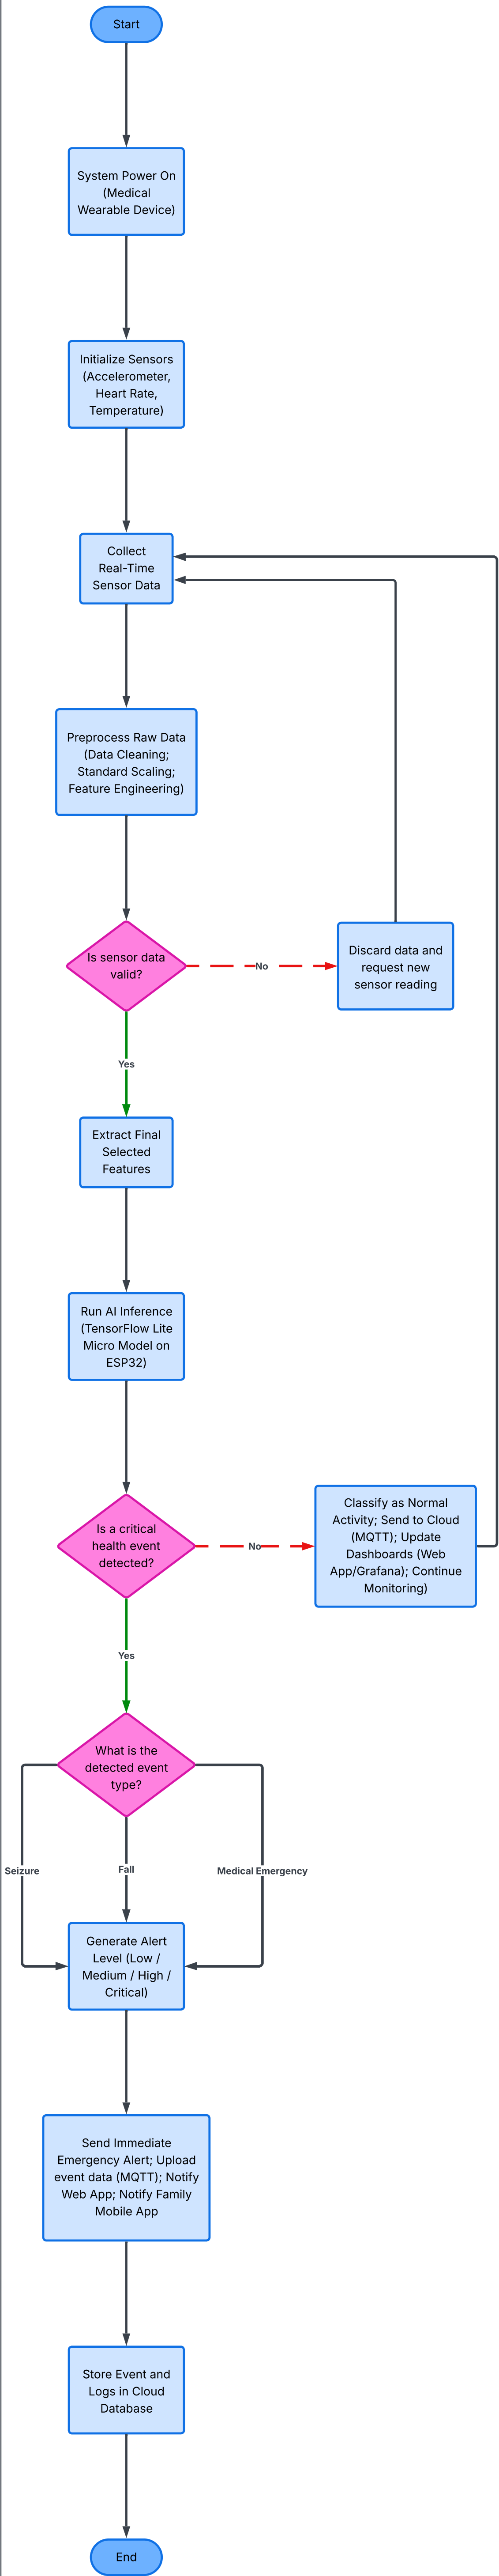 Start
System Power On
(Medical
Wearable Device)
Initialize Sensors
(Accelerometer,
Heart Rate,
Temperature)
Collect
Real-Time
Sensor Data
Preprocess Raw Data
(Data Cleaning;
Standard Scaling;
Feature Engineering)
Is sensor data
valid?
No
Discard data and
request new
sensor reading
Yes
Extract Final
Selected
Features
Run AI Inference
(TensorFlow Lite
Micro Model on
ESP32)
Is a critical
health event
detected?
No
Classify as Normal
Activity; Send to Cloud
(MQTT); Update
Dashboards (Web
App/Grafana); Continue
Monitoring)
Yes
What is the
detected event
type?
Seizure
Fall
Medical Emergency
Generate Alert
Level (Low /
Medium / High /
Critical)
Send Immediate
Emergency Alert; Upload
event data (MQTT); Notify
Web App; Notify Family
Mobile App
Store Event and
Logs in Cloud
Database
End